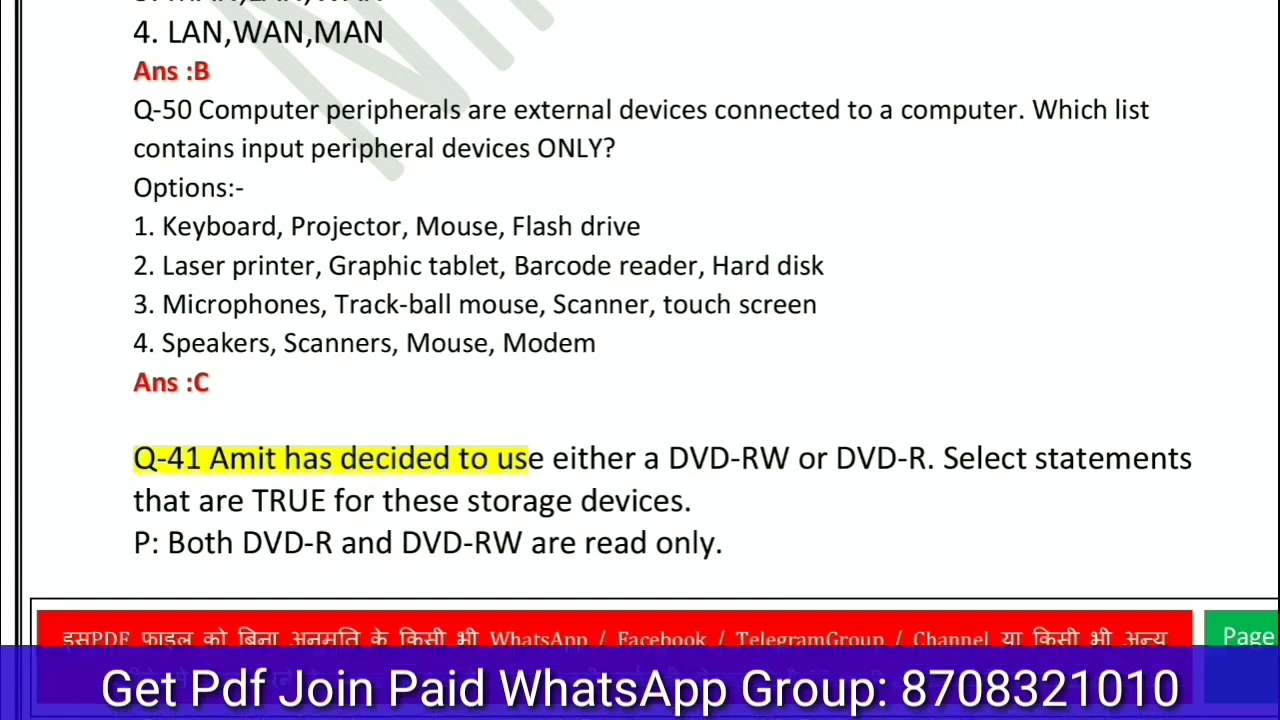 4. LAN,WAN,MAN
Ans :B
Q-50 Computer peripherals are external devices connected to a computer. Which list
contains input peripheral devices ONLY?
Options:-
1. Keyboard, Projector, Mouse, Flash drive
2. Laser printer, Graphic tablet, Barcode reader, Hard disk
3. Microphones, Track-ball mouse, Scanner, touch screen
4. Speakers, Scanners, Mouse, Modem
Ans :C
Q-41 Amit has decided to use either a DVD-RW or DVD-R. Select statements
that are TRUE for these storage devices.
P: Both DVD-R and DVD-RW are read only.
इसPDF फ़ाइल को बिना अनुमति के किसी भी WhatsApp / Facebook / TelegramGroup / Channel या किसी भी अन्य
Page
Get Pdf Join Paid WhatsApp Group: 8708321010